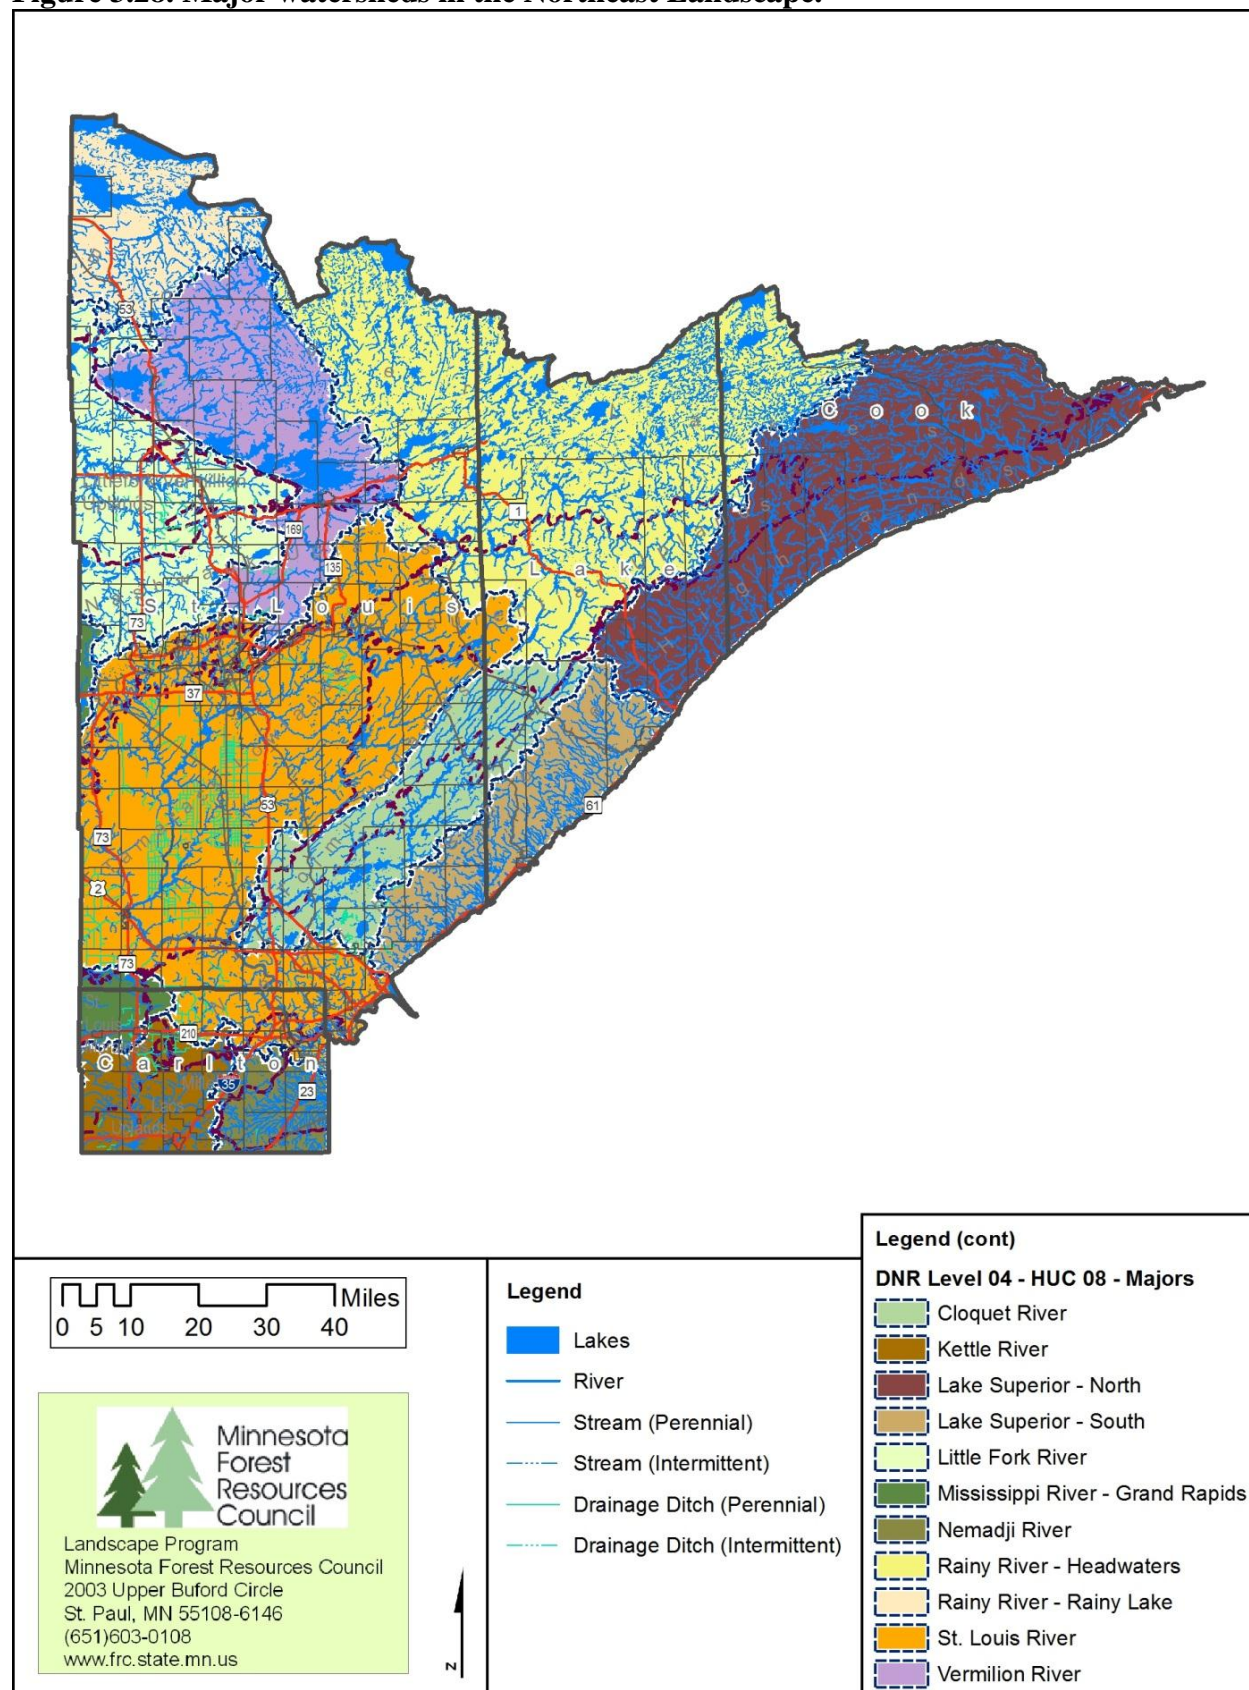 Figure 3.28. Major watersheds in the Northeast Landscape.
53
Cook
169
1
135
Lake
St. Louis
73
37
53
61
73
2
73
210
Carlton
35
23
Miles
0 5 10 20 30 40
Minnesota
Forest
Resources
Council
Landscape Program
Minnesota Forest Resources Council
2003 Upper Buford Circle
St. Paul, MN 55108-6146
(651)603-0108
www.frc.state.mn.us
N
Legend
Lakes
River
Stream (Perennial)
Stream (Intermittent)
Drainage Ditch (Perennial)
Drainage Ditch (Intermittent)
Legend (cont)
DNR Level 04 - HUC 08 - Majors
Cloquet River
Kettle River
Lake Superior - North
Lake Superior - South
Little Fork River
Mississippi River - Grand Rapids
Nemadji River
Rainy River - Headwaters
Rainy River - Rainy Lake
St. Louis River
Vermilion River